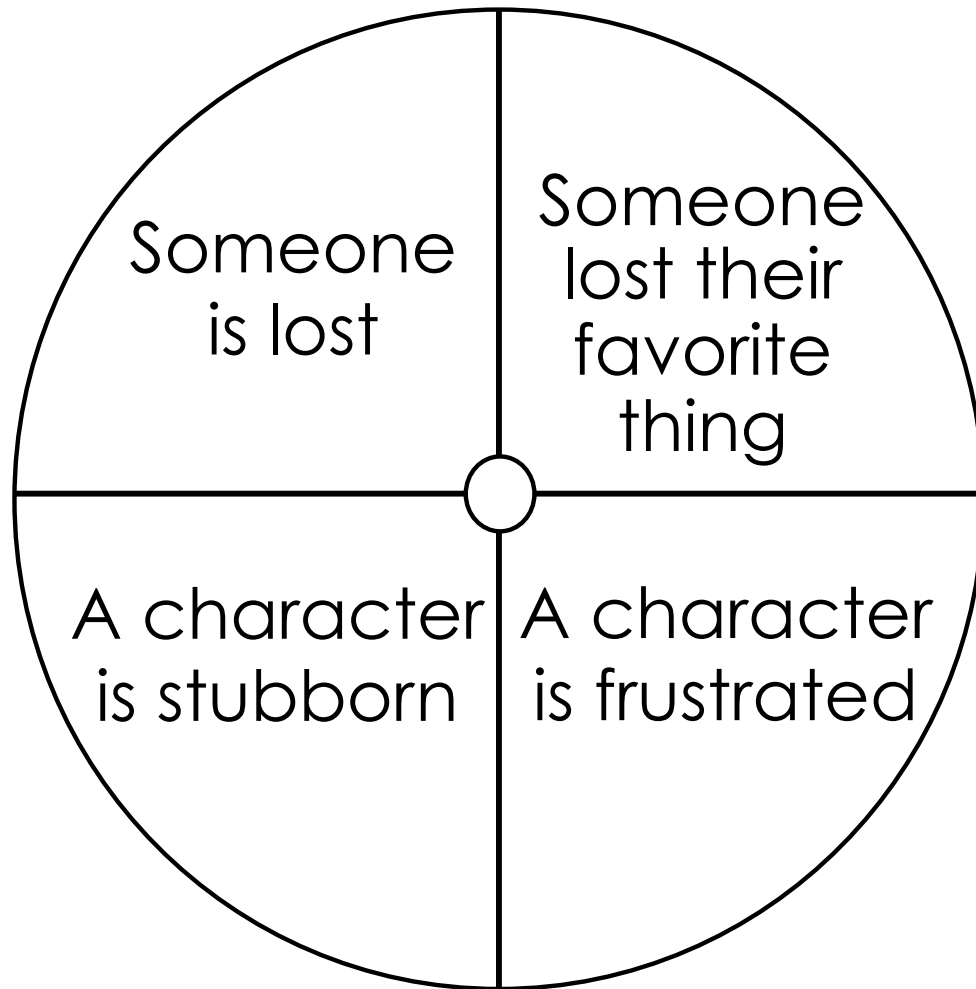 Someone
is lost
Someone
lost their
favorite
thing
A character
is stubborn
A character
is frustrated